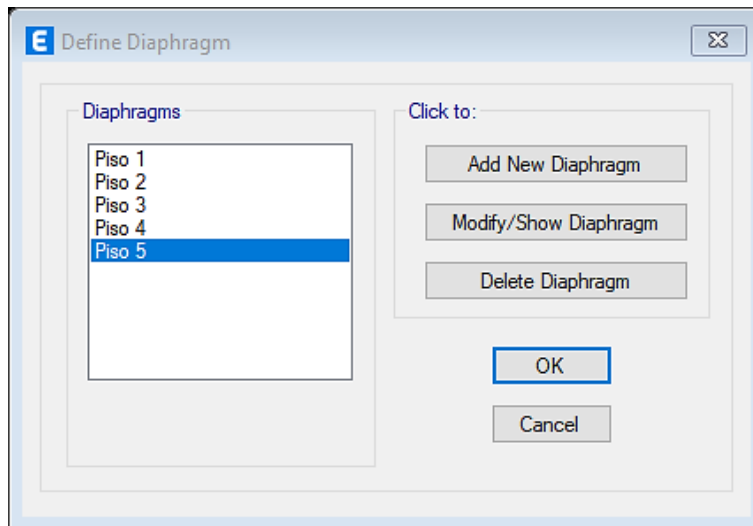 E Define Diaphragm
Diaphragms
Piso 1
Piso 2
Piso 3
Piso 4
Piso 5
Click to:
Add New Diaphragm
Modify/Show Diaphragm
Delete Diaphragm
OK
Cancel